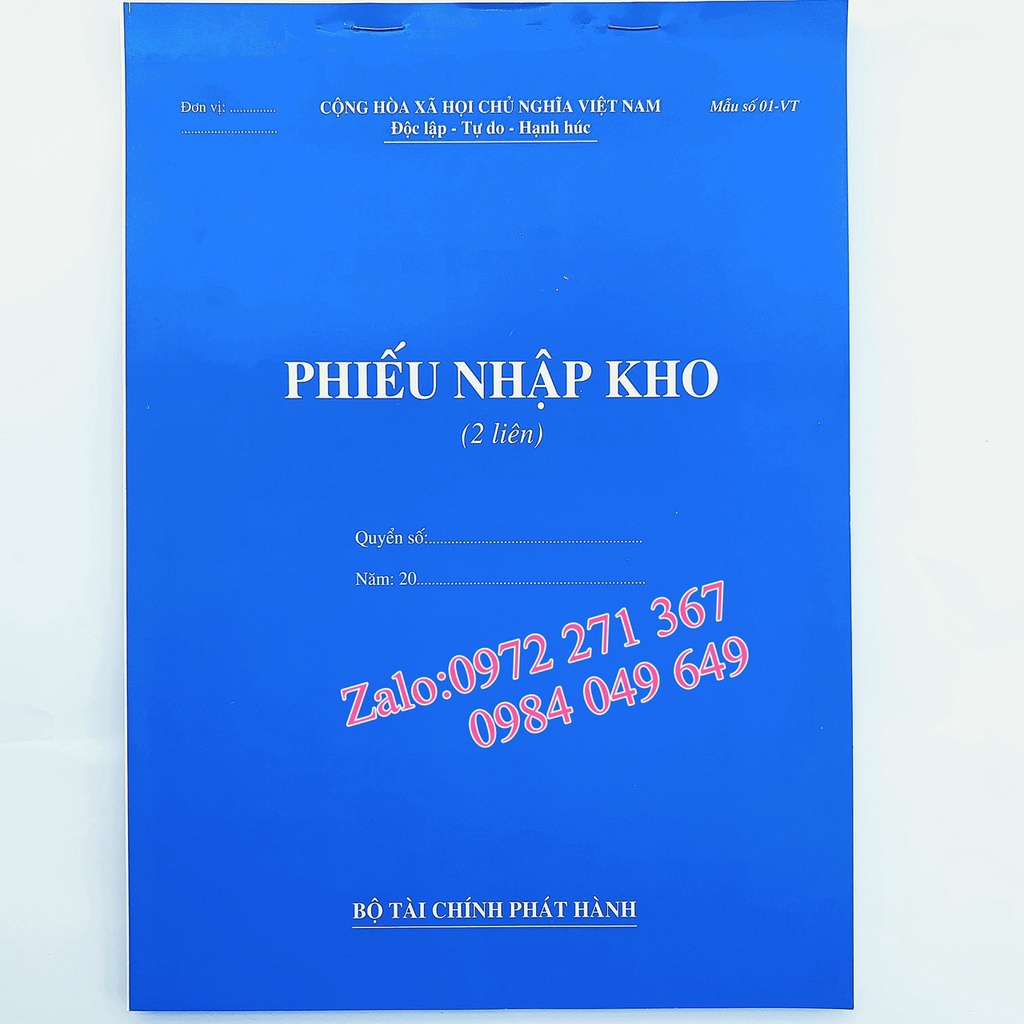 Đơn vị: .............
...............................
CỘNG HÒA XÃ HỌI CHỦ NGHĨA VIỆT NAM
Độc lập - Tự do - Hạnh húc
Mẫu số 01-VT
PHIẾU NHẬP KHO
(2 liên)
Quyển số:........................................................
Năm: 20............................................................
Zalo:0972 271 367
0984 049 649
BỘ TÀI CHÍNH PHÁT HÀNH